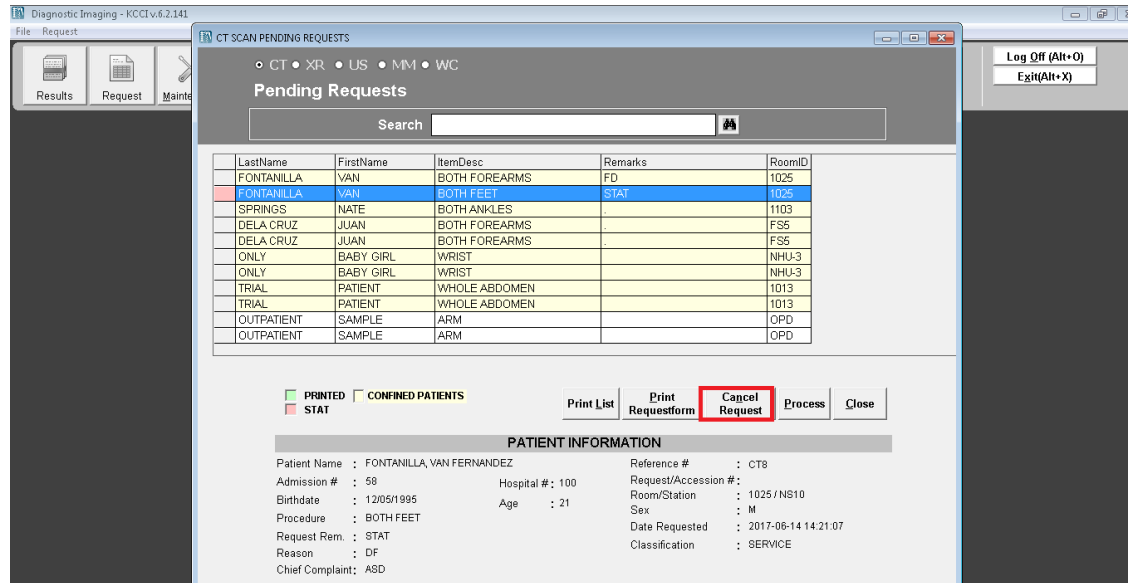 Diagnostic Imaging - KCCI v.6.2.141
File Request
Results
Request
Log Off (Alt+O)
Exit(Alt+X)
CT SCAN PENDING REQUESTS
CT XR US MM WC
Pending Requests
Search
LastName FirstName ItemDesc Remarks RoomID
FONTANILLA VAN BOTH FOREARMS FD 1025
FONTANILLA VAN BOTH FEET STAT 1025
SPRINGS NATE BOTH ANKLES . 1103
DELA CRUZ JUAN BOTH FOREARMS . FS5
DELA CRUZ JUAN BOTH FOREARMS . FS5
ONLY BABY GIRL WRIST NHU-3
ONLY BABY GIRL WRIST NHU-3
TRIAL PATIENT WHOLE ABDOMEN 1013
TRIAL PATIENT WHOLE ABDOMEN 1013
OUTPATIENT SAMPLE ARM OPD
OUTPATIENT SAMPLE ARM OPD
PRINTED CONFINED PATIENTS
STAT
Print List
Print Requestform
Cancel Request
Process
Close
PATIENT INFORMATION
Patient Name : FONTANILLA, VAN FERNANDEZ
Reference # : CT8
Admission # : 58
Hospital # : 100
Request/Accession # :
Birthdate : 12/05/1995
Age : 21
Room/Station : 1025 / NS10
Sex : M
Procedure : BOTH FEET
Date Requested : 2017-06-14 14:21:07
Request Rem. : STAT
Classification : SERVICE
Reason : DF
Chief Complaint : ASD